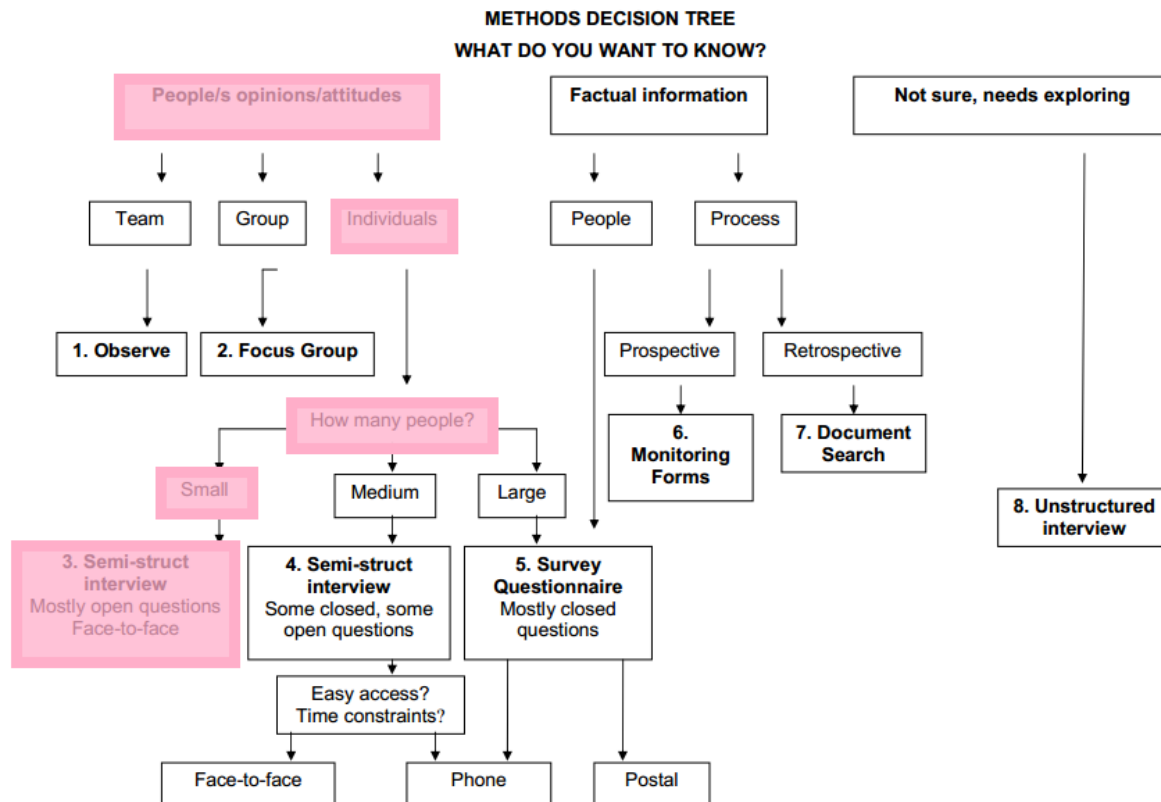 METHODS DECISION TREE
WHAT DO YOU WANT TO KNOW?
People/s opinions/attitudes
Factual information
Not sure, needs exploring
Team
Group
Individuals
People
Process
1. Observe
2. Focus Group
Prospective
Retrospective
How many people?
6.
Monitoring
Forms
7. Document
Search
Small
Medium
Large
8. Unstructured
interview
3. Semi-struct
interview
Mostly open questions
Face-to-face
4. Semi-struct
interview
Some closed, some
open questions
5. Survey
Questionnaire
Mostly closed
questions
Easy access?
Time constraints?
Face-to-face
Phone
Postal